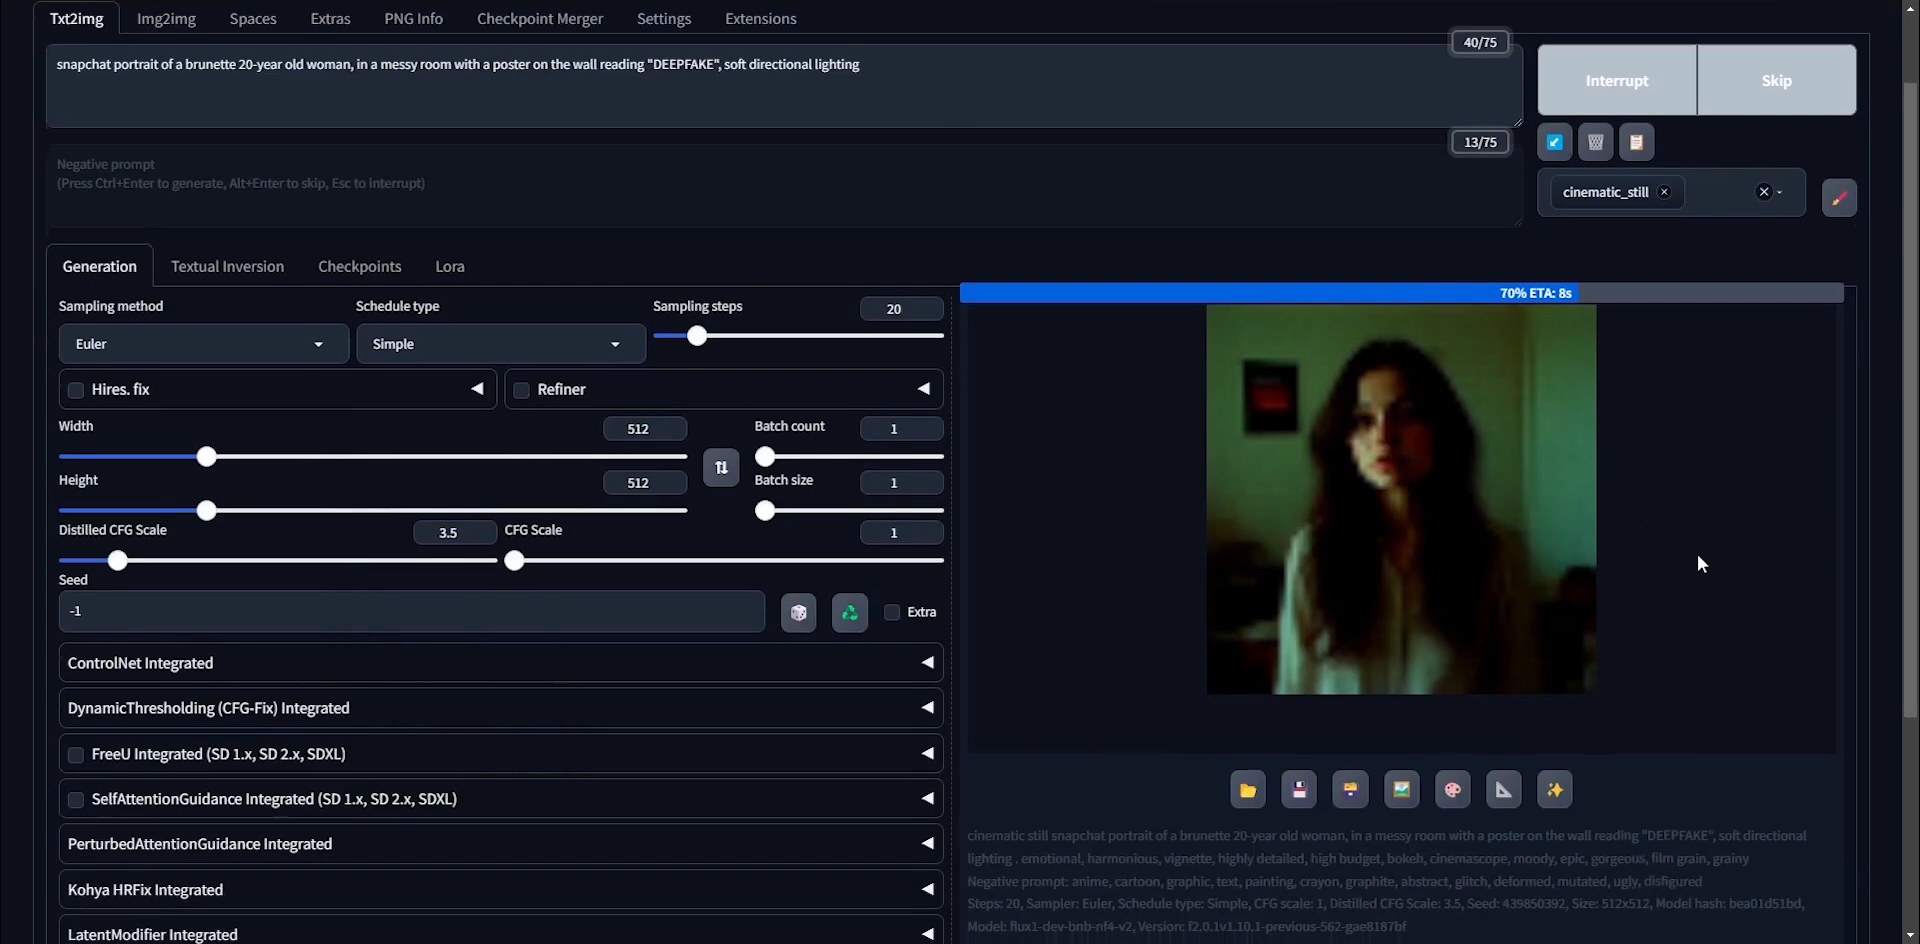 Txt2img Img2img Spaces Extras PNG Info Checkpoint Merger Settings Extensions
40/75
snapchat portrait of a brunette 20-year old woman, in a messy room with a poster on the wall reading "DEEPFAKE", soft directional lighting
Interrupt Skip
13/75
Negative prompt
(Press Ctrl+Enter to generate, Alt+Enter to skip, Esc to interrupt)
cinematic_still
Generation Textual Inversion Checkpoints Lora
Sampling method Schedule type Sampling steps 20
Euler Simple
Hires. fix Refiner
Width 512 Batch count 1
Height 512 Batch size 1
Distilled CFG Scale 3.5 CFG Scale 1
Seed
-1
Extra
ControlNet Integrated
DynamicThresholding (CFG-Fix) Integrated
FreeU Integrated (SD 1.x, SD 2.x, SDXL)
SelfAttentionGuidance Integrated (SD 1.x, SD 2.x, SDXL)
PerturbedAttentionGuidance Integrated
Kohya HRFix Integrated
LatentModifier Integrated
70% ETA: 8s
cinematic still snapchat portrait of a brunette 20-year old woman, in a messy room with a poster on the wall reading "DEEPFAKE", soft directional
lighting . emotional, harmonious, vignette, highly detailed, high budget, bokeh, cinemascope, moody, epic, gorgeous, film grain, grainy
Negative prompt: anime, cartoon, graphic, text, painting, crayon, graphite, abstract, glitch, deformed, mutated, ugly, disfigured
Steps: 20, Sampler: Euler, Schedule type: Simple, CFG scale: 1, Distilled CFG Scale: 3.5, Seed: 439850392, Size: 512x512, Model hash: bea01d51bd,
Model: flux1-dev-bnb-nf4-v2, Version: f2.0.1v1.10.1-previous-562-gae8187bf